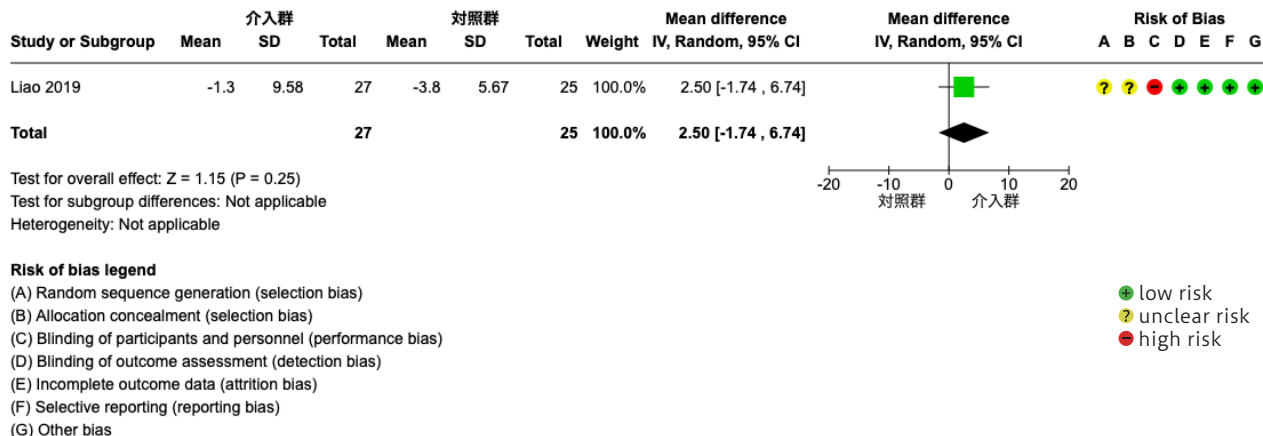 介入群 対照群 Mean difference Mean difference Risk of Bias
Study or Subgroup Mean SD Total Mean SD Total Weight IV, Random, 95% CI IV, Random, 95% CI A B C D E F G
Liao 2019 -1.3 9.58 27 -3.8 5.67 25 100.0% 2.50 [-1.74 , 6.74] ? ? − + + + +
Total 27 25 100.0% 2.50 [-1.74 , 6.74]
Test for overall effect: Z = 1.15 (P = 0.25)
-20 -10 0 10 20
Test for subgroup differences: Not applicable
対照群 介入群
Heterogeneity: Not applicable
Risk of bias legend
(A) Random sequence generation (selection bias)
+ low risk
(B) Allocation concealment (selection bias)
? unclear risk
(C) Blinding of participants and personnel (performance bias)
− high risk
(D) Blinding of outcome assessment (detection bias)
(E) Incomplete outcome data (attrition bias)
(F) Selective reporting (reporting bias)
(G) Other bias